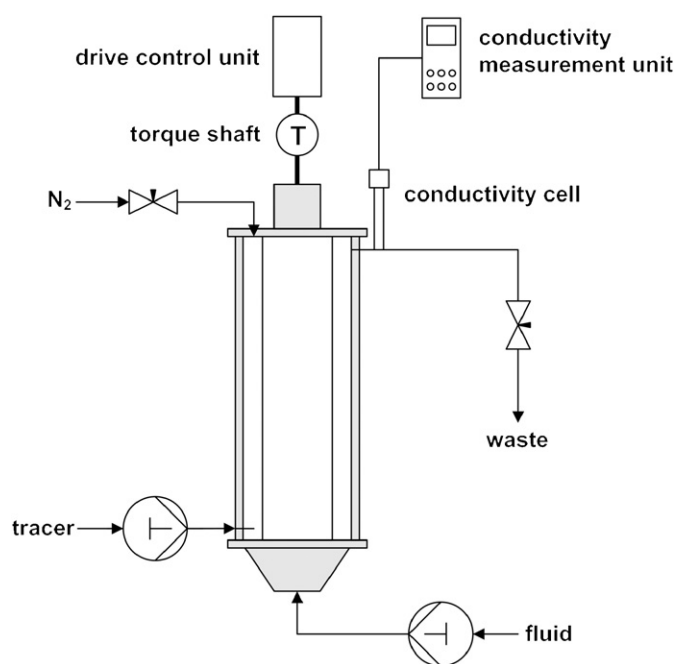 drive control unit
conductivity
measurement unit
torque shaft
T
N₂
conductivity cell
waste
tracer
fluid